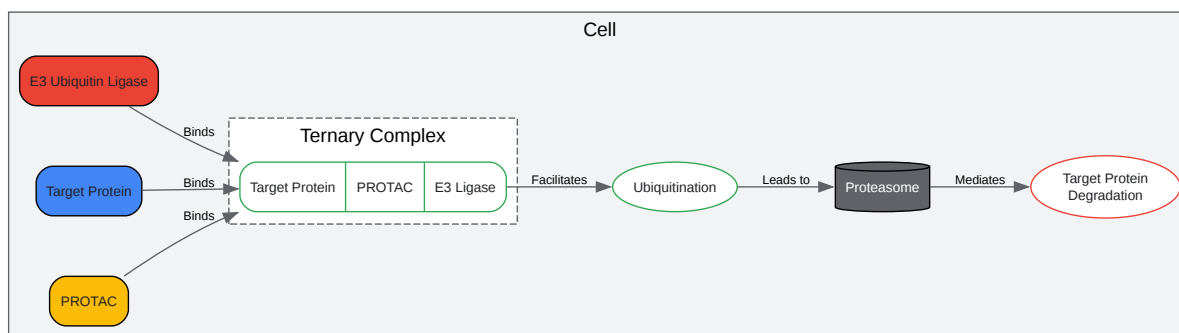 Cell
E3 Ubiquitin Ligase
Binds
Ternary Complex
Target Protein
Binds
Target Protein
PROTAC
E3 Ligase
Facilitates
Ubiquitination
Leads to
Proteasome
Mediates
Target Protein
Degradation
Binds
PROTAC